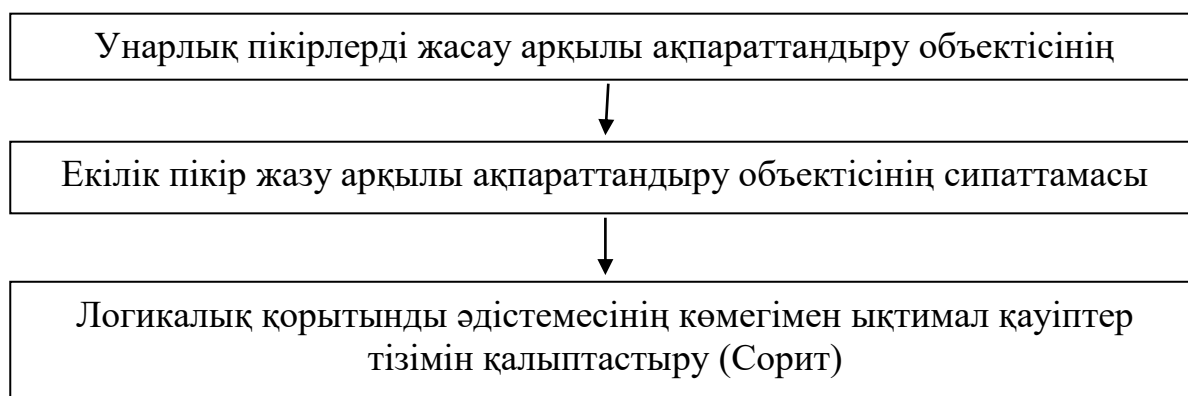 Унарлық пікірлерді жасау арқылы ақпараттандыру объектісінің
Екілік пікір жазу арқылы ақпараттандыру объектісінің сипаттамасы
Логикалық қорытынды әдістемесінің көмегімен ықтимал қауіптер
тізімін қалыптастыру (Сорит)